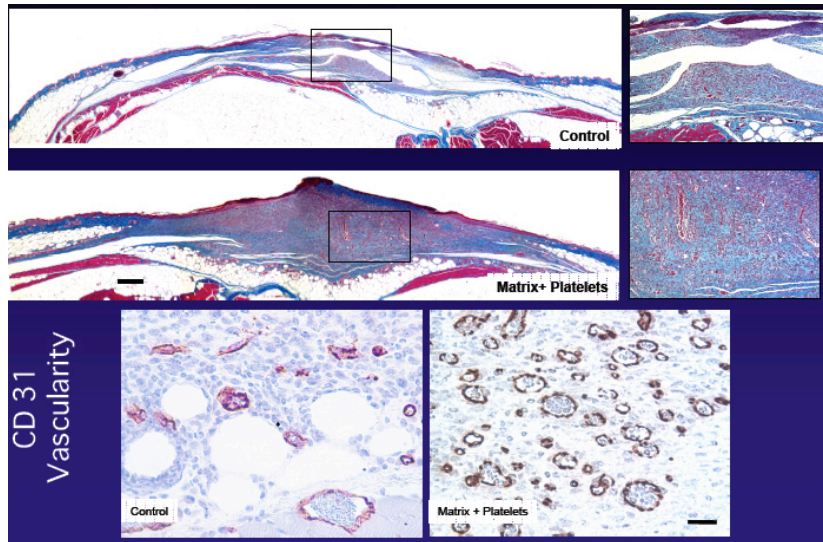 Control
Matrix+ Platelets
CD 31
Vascularity
Control
Matrix + Platelets